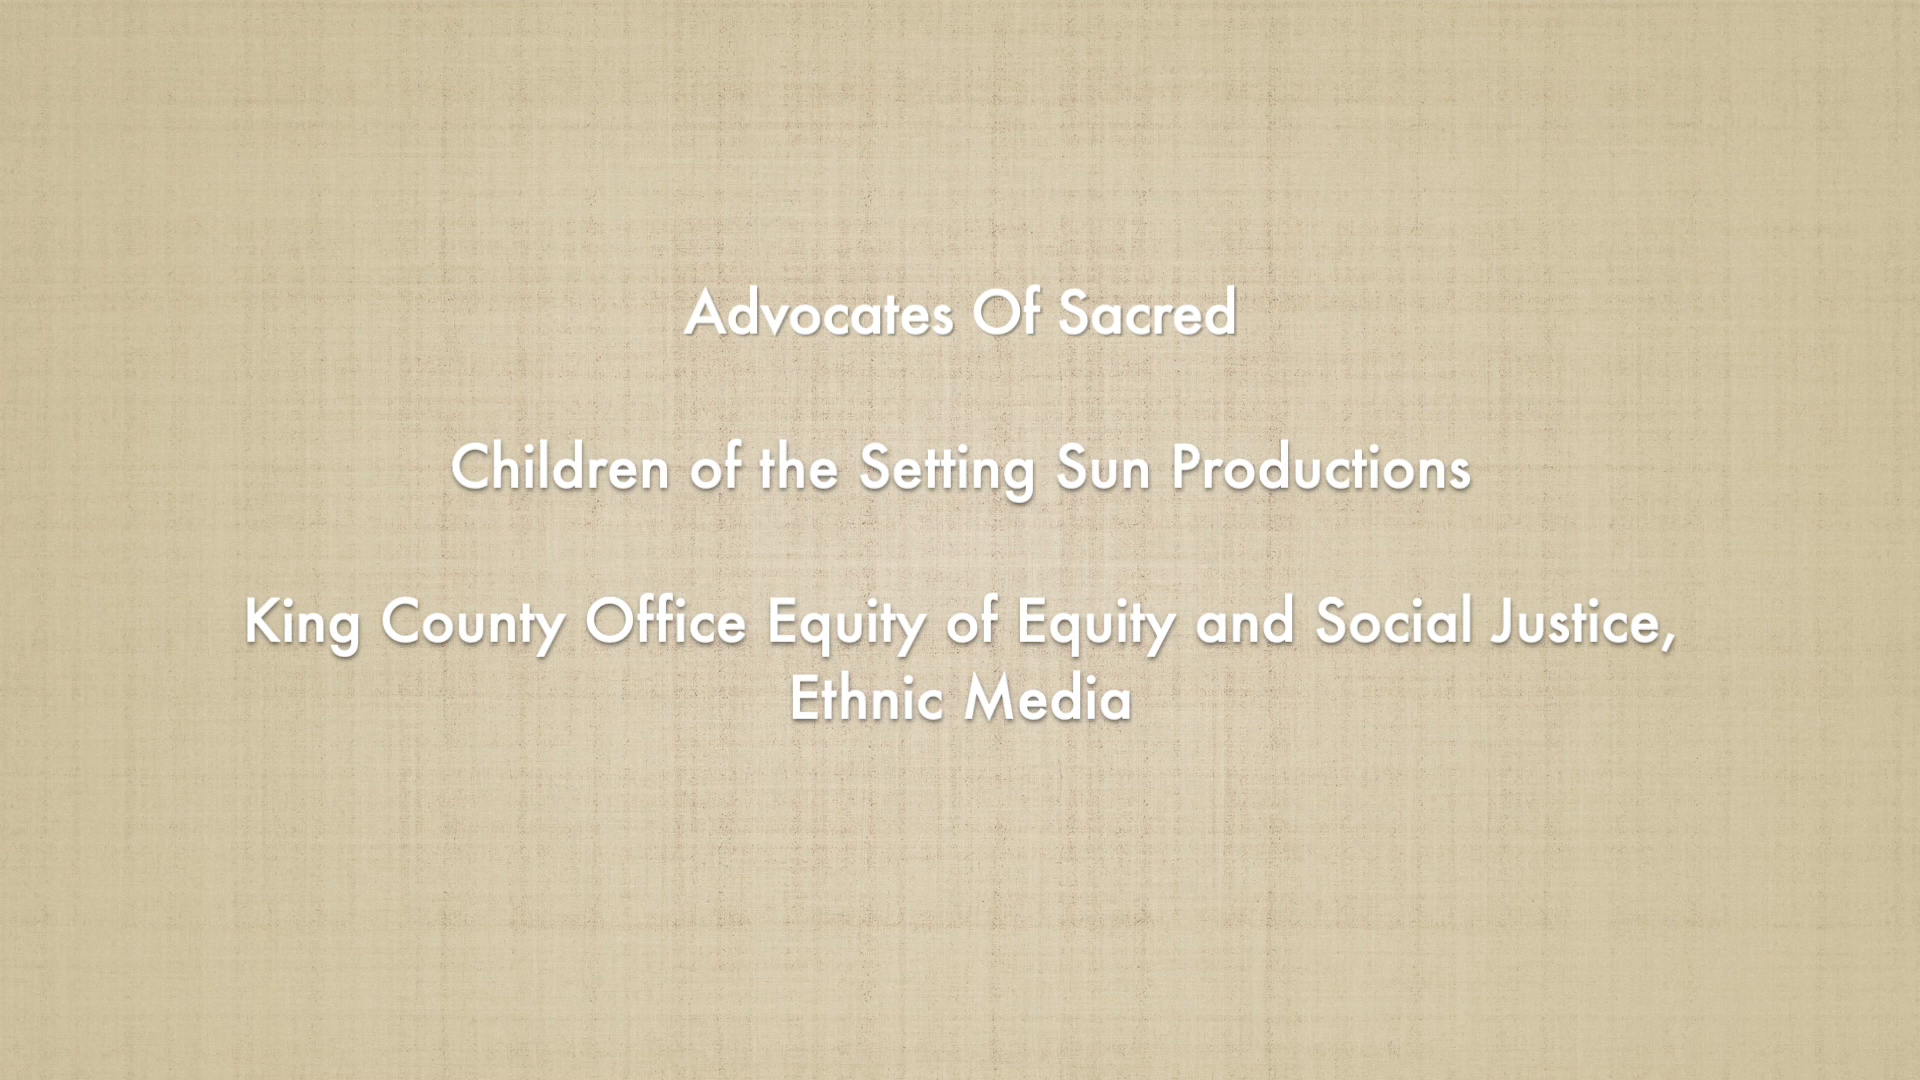 Advocates Of Sacred
Children of the Setting Sun Productions
King County Office Equity of Equity and Social Justice,
Ethnic Media